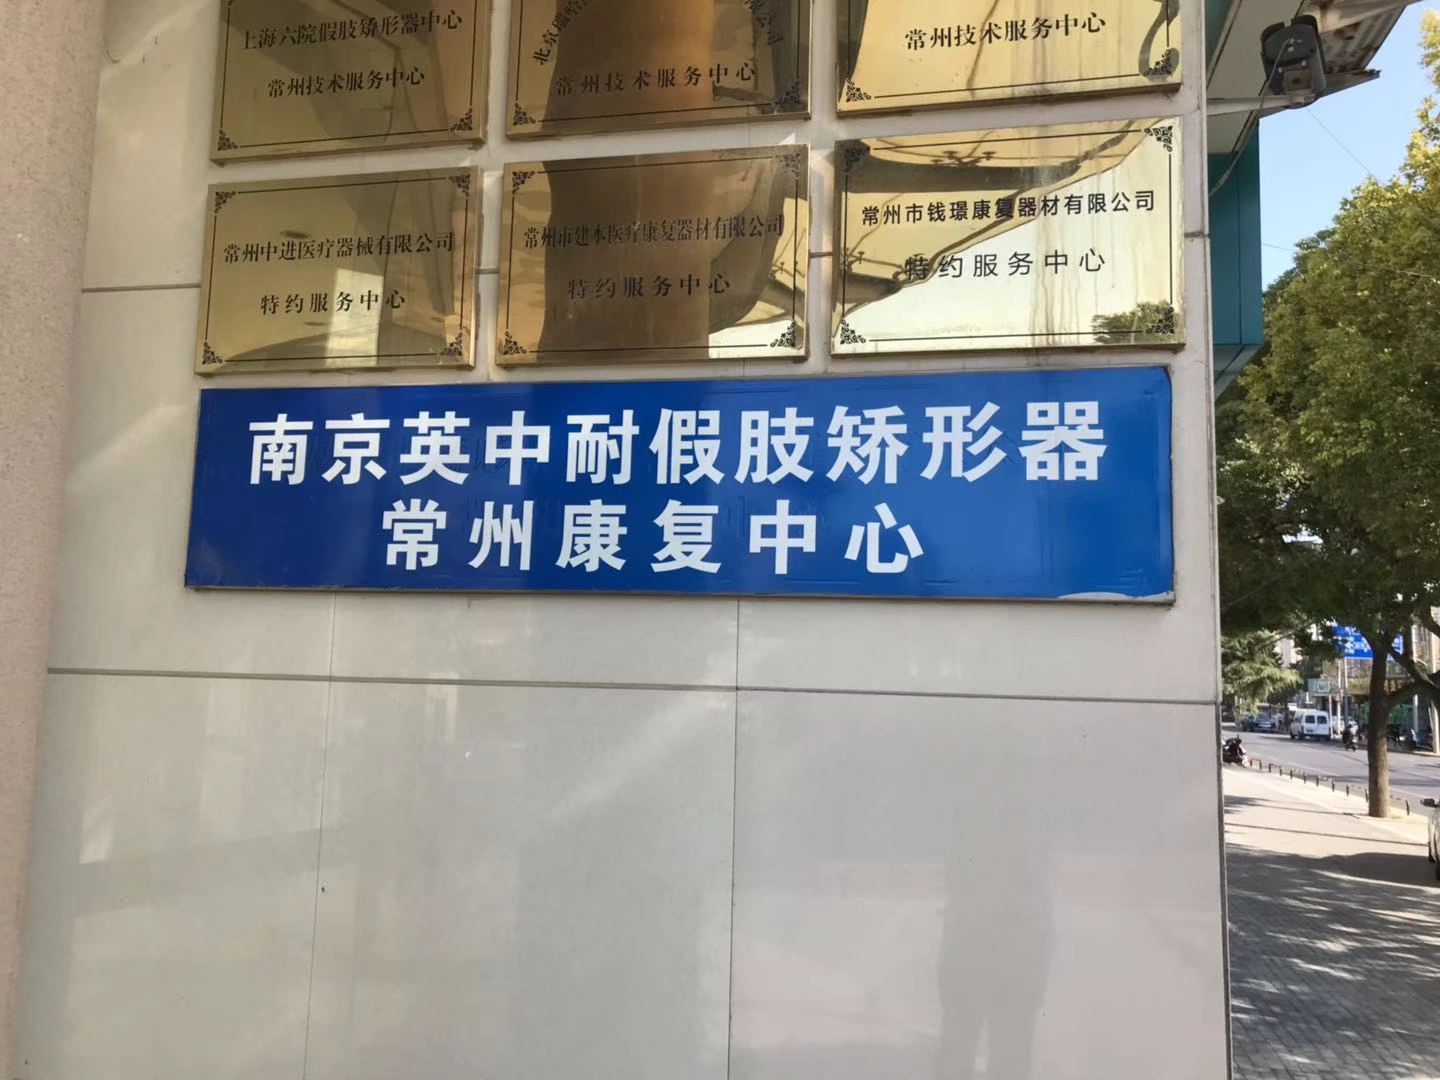 上海六院假肢矫形器中心
常州技术服务中心
常州技术服务中心
常州技术服务中心
常州中进医疗器械有限公司
特约服务中心
常州市建本医疗康复器材有限公司
特约服务中心
常州市钱璟康复器材有限公司
特约服务中心
南京英中耐假肢矫形器
常州康复中心